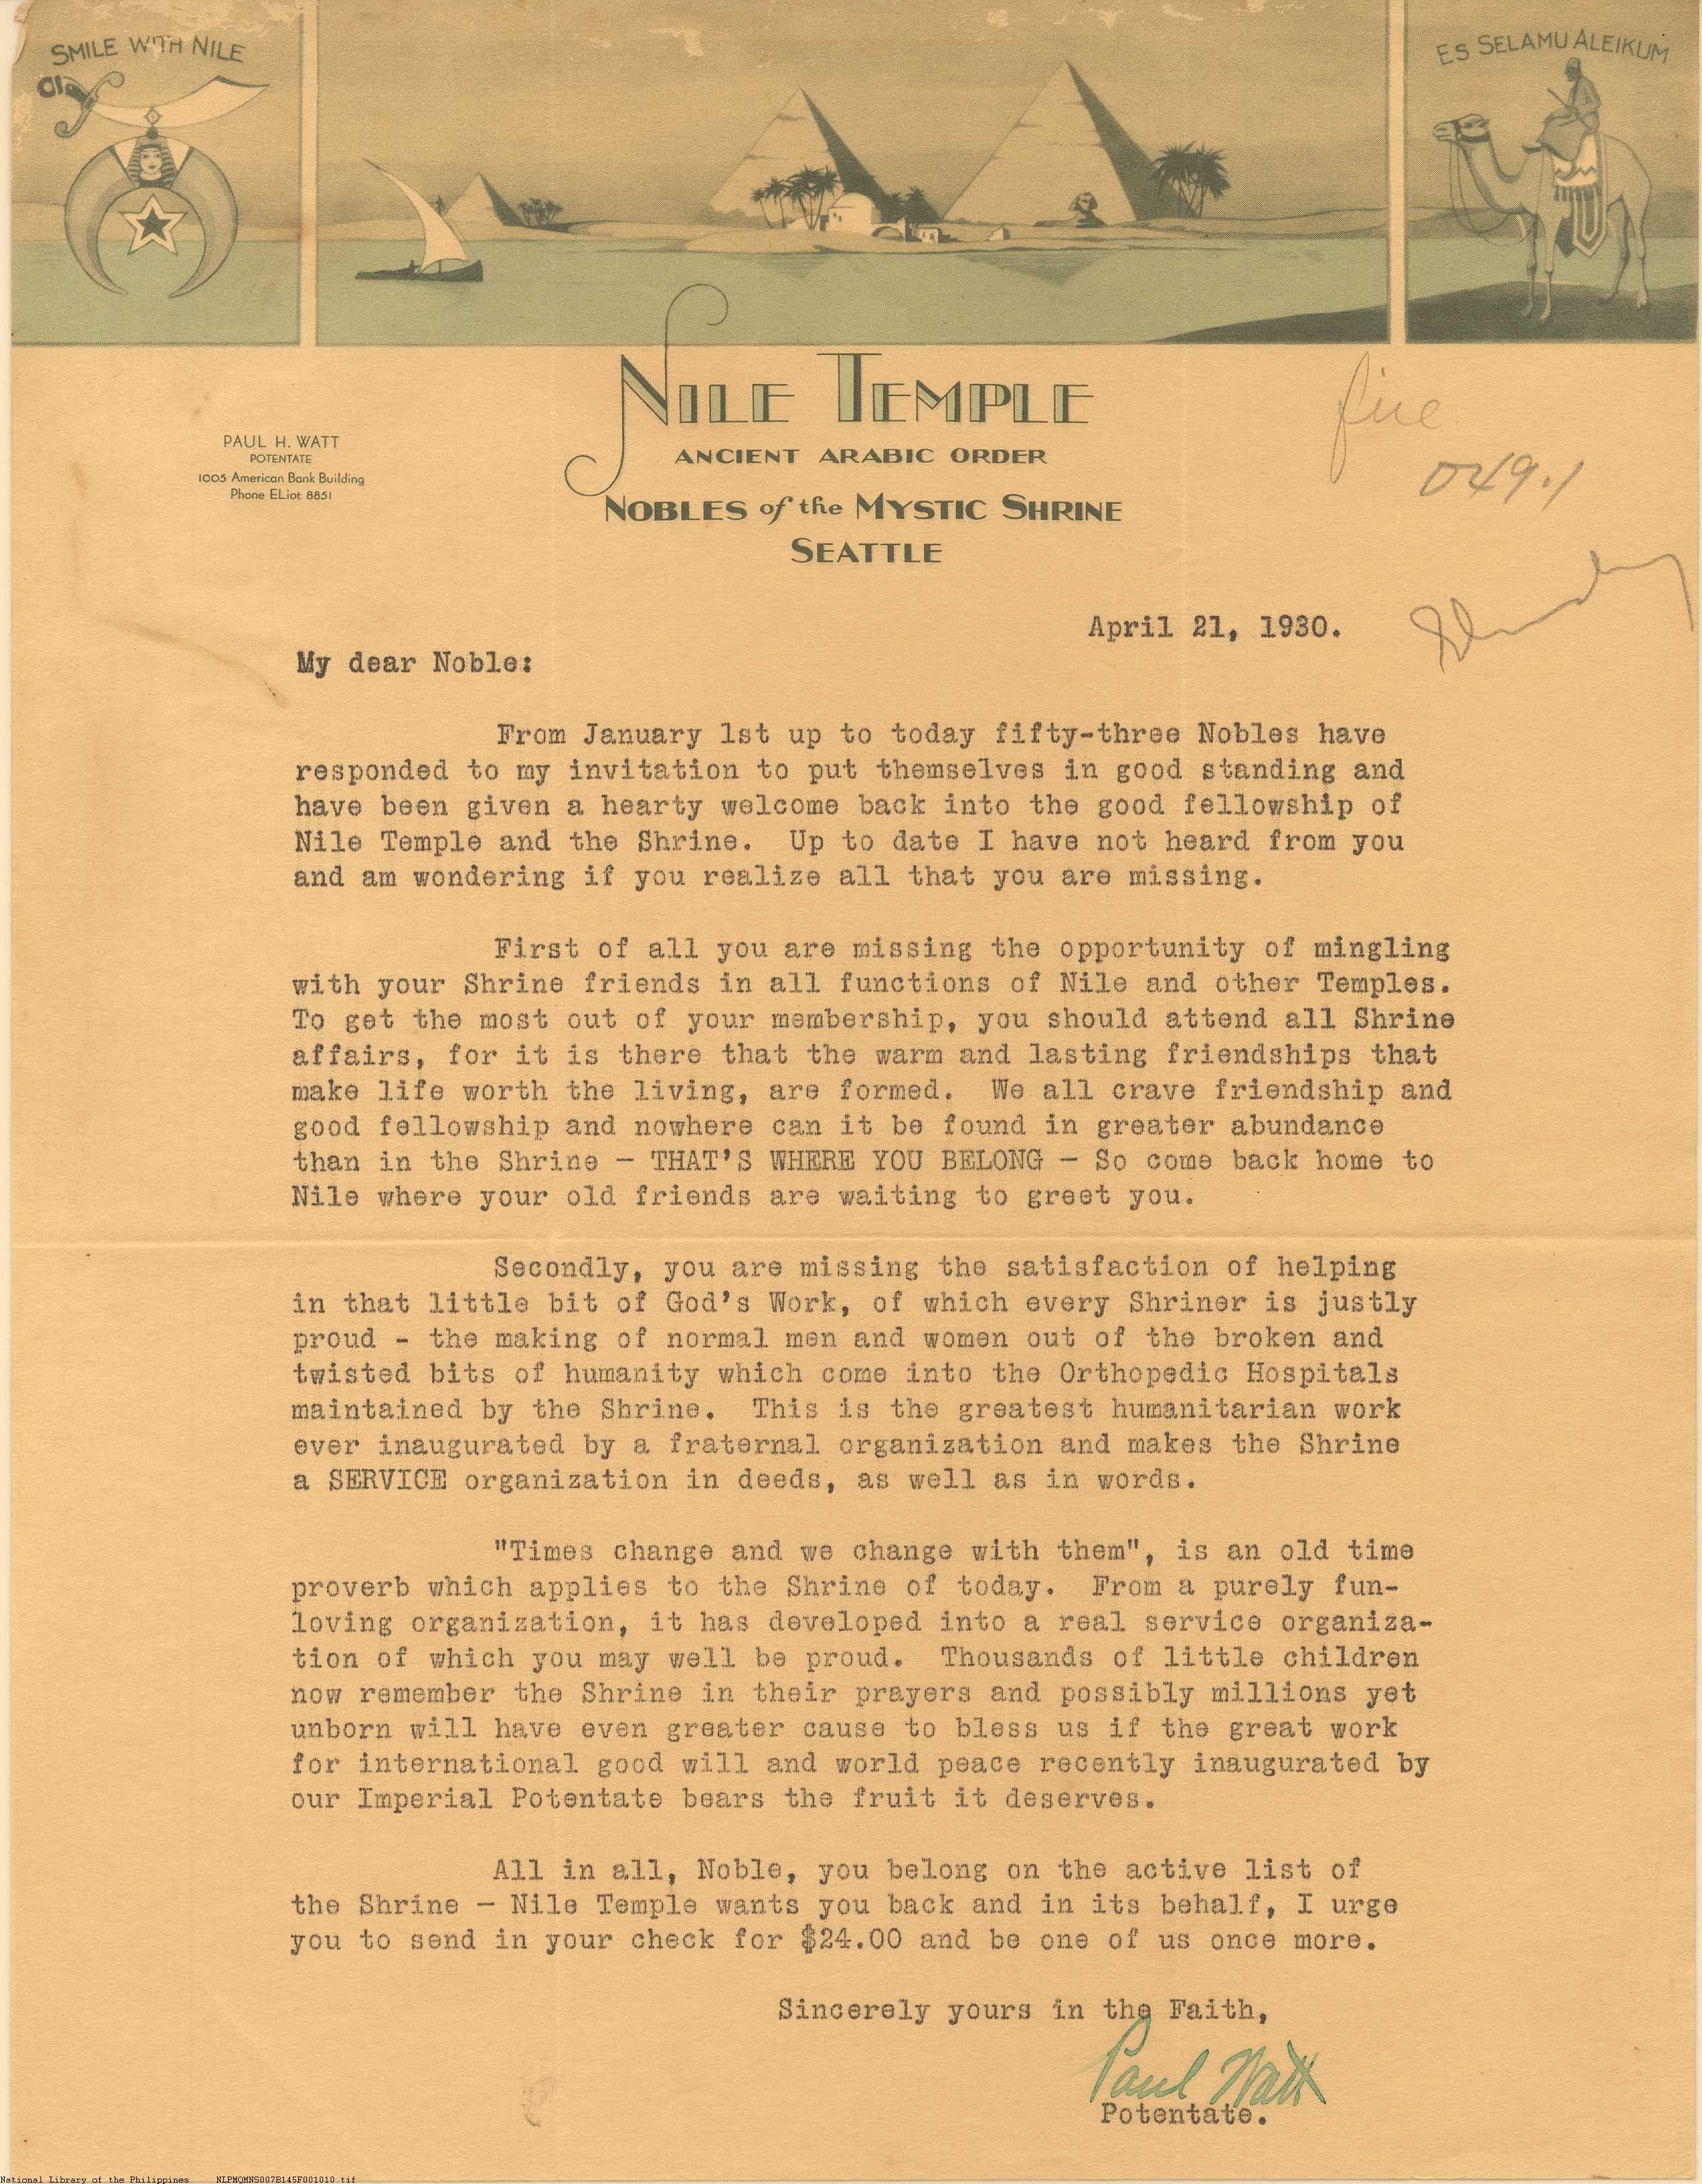 SMILE WITH NILE
ES SELAMU ALEIKUM
NILE TEMPLE
ANCIENT ARABIC ORDER
NOBLES of the MYSTIC SHRINE
SEATTLE
PAUL H. WATT
POTENTATE
1005 American Bank Building
Phone ELiot 8851
file
049.1
April 21, 1930.
My dear Noble:
From January 1st up to today fifty-three Nobles have
responded to my invitation to put themselves in good standing and
have been given a hearty welcome back into the good fellowship of
Nile Temple and the Shrine. Up to date I have not heard from you
and am wondering if you realize all that you are missing.
First of all you are missing the opportunity of mingling
with your Shrine friends in all functions of Nile and other Temples.
To get the most out of your membership, you should attend all Shrine
affairs, for it is there that the warm and lasting friendships that
make life worth the living, are formed. We all crave friendship and
good fellowship and nowhere can it be found in greater abundance
than in the Shrine - THAT'S WHERE YOU BELONG - So come back home to
Nile where your old friends are waiting to greet you.
Secondly, you are missing the satisfaction of helping
in that little bit of God's Work, of which every Shriner is justly
proud - the making of normal men and women out of the broken and
twisted bits of humanity which come into the Orthopedic Hospitals
maintained by the Shrine. This is the greatest humanitarian work
ever inaugurated by a fraternal organization and makes the Shrine
a SERVICE organization in deeds, as well as in words.
"Times change and we change with them", is an old time
proverb which applies to the Shrine of today. From a purely fun-
loving organization, it has developed into a real service organiza-
tion of which you may well be proud. Thousands of little children
now remember the Shrine in their prayers and possibly millions yet
unborn will have even greater cause to bless us if the great work
for international good will and world peace recently inaugurated by
our Imperial Potentate bears the fruit it deserves.
All in all, Noble, you belong on the active list of
the Shrine - Nile Temple wants you back and in its behalf, I urge
you to send in your check for $24.00 and be one of us once more.
Sincerely yours in the Faith,
Paul Watt
Potentate.
National Library of the Philippines NLPMQMNS007B145F001010.tif